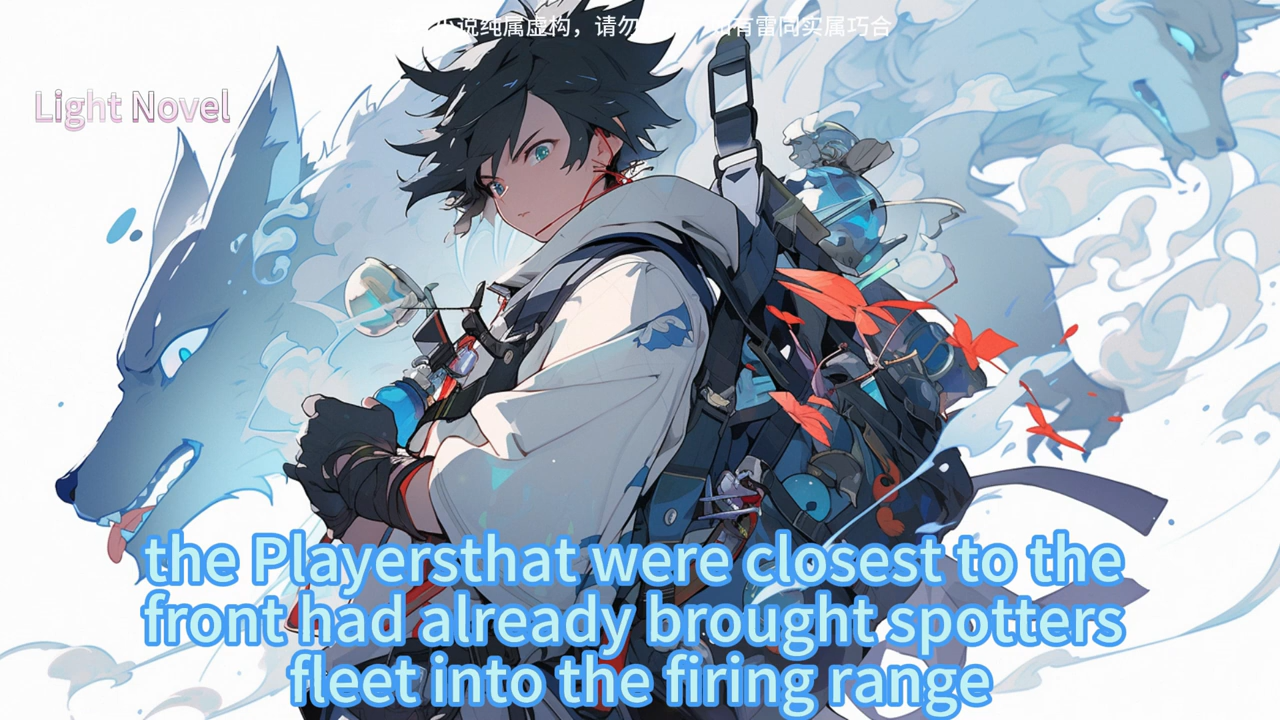 说纯属虚构，请勿
有雷同实属巧合
Light Novel
the Playersthat were closest to the
front had already brought spotters
fleet into the firing range